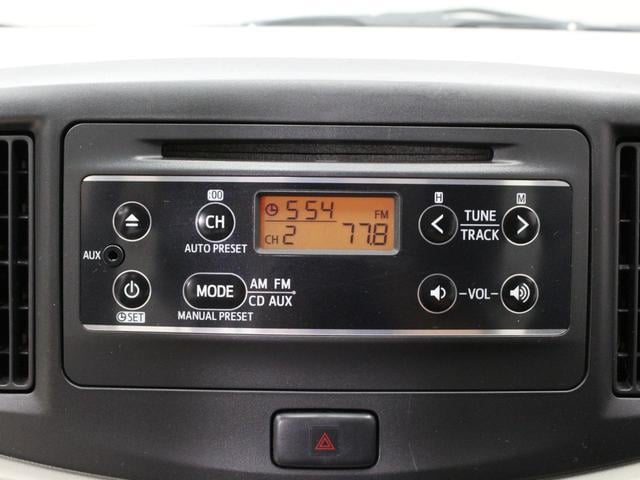 :00
H
M
5 54
FM
CH 2
77.8
CH
AUTO PRESET
TUNE
TRACK
AUX
MODE
AM FM
CD AUX
MANUAL PRESET
-VOL-
SET